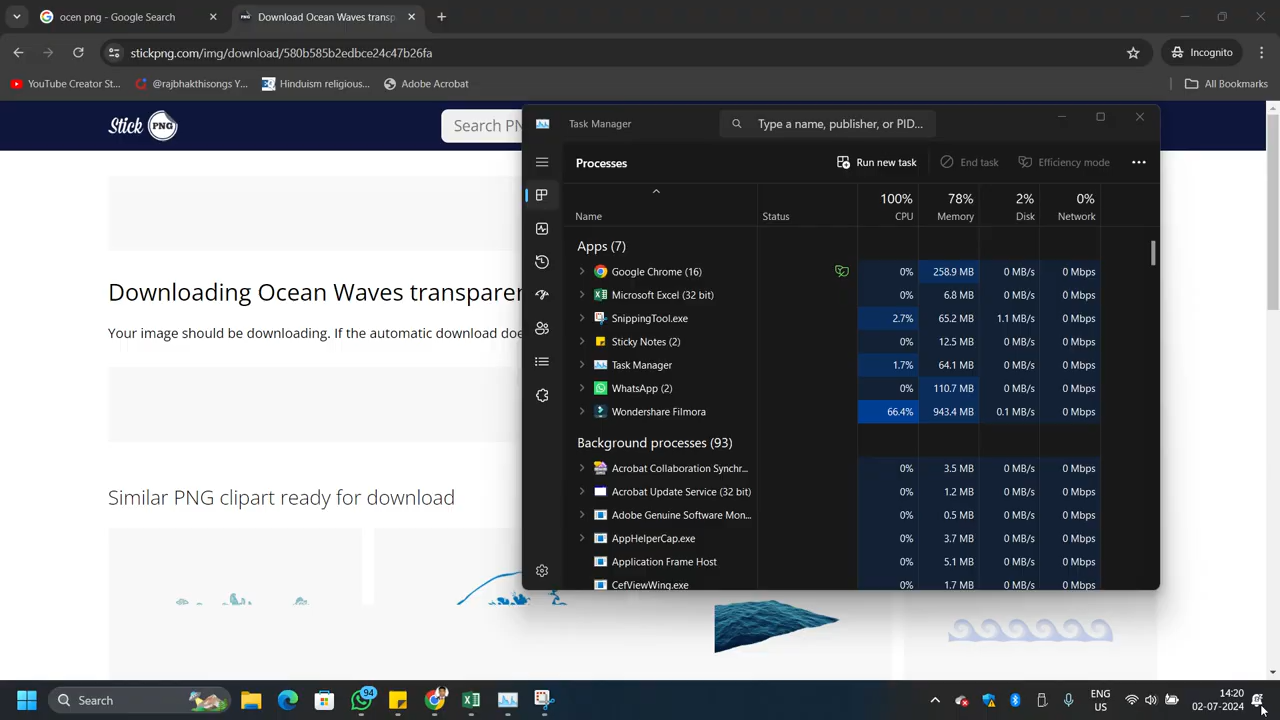 ocen png - Google Search
Download Ocean Waves transp
stickpng.com/img/download/580b585b2edbce24c47b26fa
Incognito
YouTube Creator St...
@rajbhakthisongs Y...
Hinduism religious...
Adobe Acrobat
All Bookmarks
Stick PNG
Search PN
Downloading Ocean Waves transparen
Your image should be downloading. If the automatic download doe
Similar PNG clipart ready for download
Task Manager
Type a name, publisher, or PID...
Processes
Run new task
End task
Efficiency mode
100% 78% 2% 0%
Name Status CPU Memory Disk Network
Apps (7)
Google Chrome (16) 0% 258.9 MB 0 MB/s 0 Mbps
Microsoft Excel (32 bit) 0% 6.8 MB 0 MB/s 0 Mbps
SnippingTool.exe 2.7% 65.2 MB 1.1 MB/s 0 Mbps
Sticky Notes (2) 0% 12.5 MB 0 MB/s 0 Mbps
Task Manager 1.7% 64.1 MB 0 MB/s 0 Mbps
WhatsApp (2) 0% 110.7 MB 0 MB/s 0 Mbps
Wondershare Filmora 66.4% 943.4 MB 0.1 MB/s 0 Mbps
Background processes (93)
Acrobat Collaboration Synchr... 0% 3.5 MB 0 MB/s 0 Mbps
Acrobat Update Service (32 bit) 0% 1.2 MB 0 MB/s 0 Mbps
Adobe Genuine Software Mon... 0% 0.5 MB 0 MB/s 0 Mbps
AppHelperCap.exe 0% 3.7 MB 0 MB/s 0 Mbps
Application Frame Host 0% 5.1 MB 0 MB/s 0 Mbps
CefViewWing.exe 0% 1.7 MB 0 MB/s 0 Mbps
Search
94
ENG
US
14:20
02-07-2024